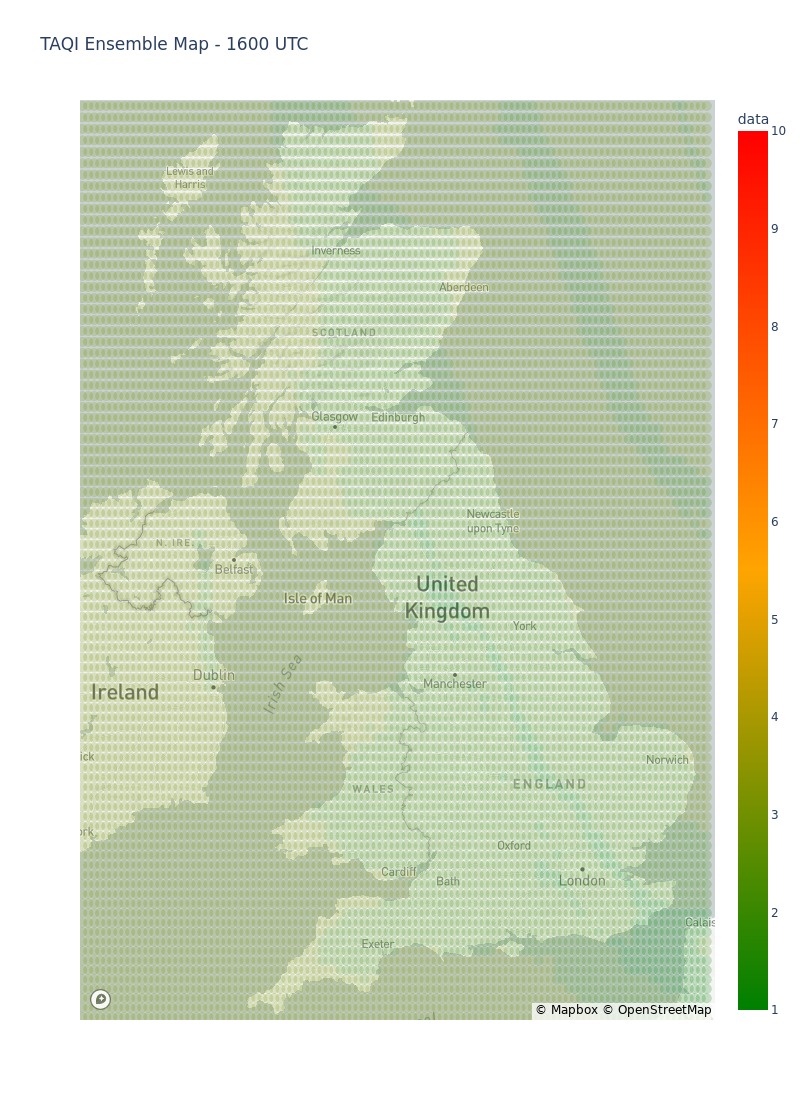 TAQI Ensemble Map - 1600 UTC
data
10
9
8
7
6
5
4
3
2
1
Lewis and
Harris
Inverness
Aberdeen
SCOTLAND
Glasgow
Edinburgh
Newcastle
upon Tyne
N. IRE.
Belfast
Isle of Man
United
Kingdom
York
Irish Sea
Dublin
Manchester
Ireland
ick
Norwich
WALES
ENGLAND
ork
Oxford
Cardiff
Bath
London
Calais
Exeter
© Mapbox © OpenStreetMap